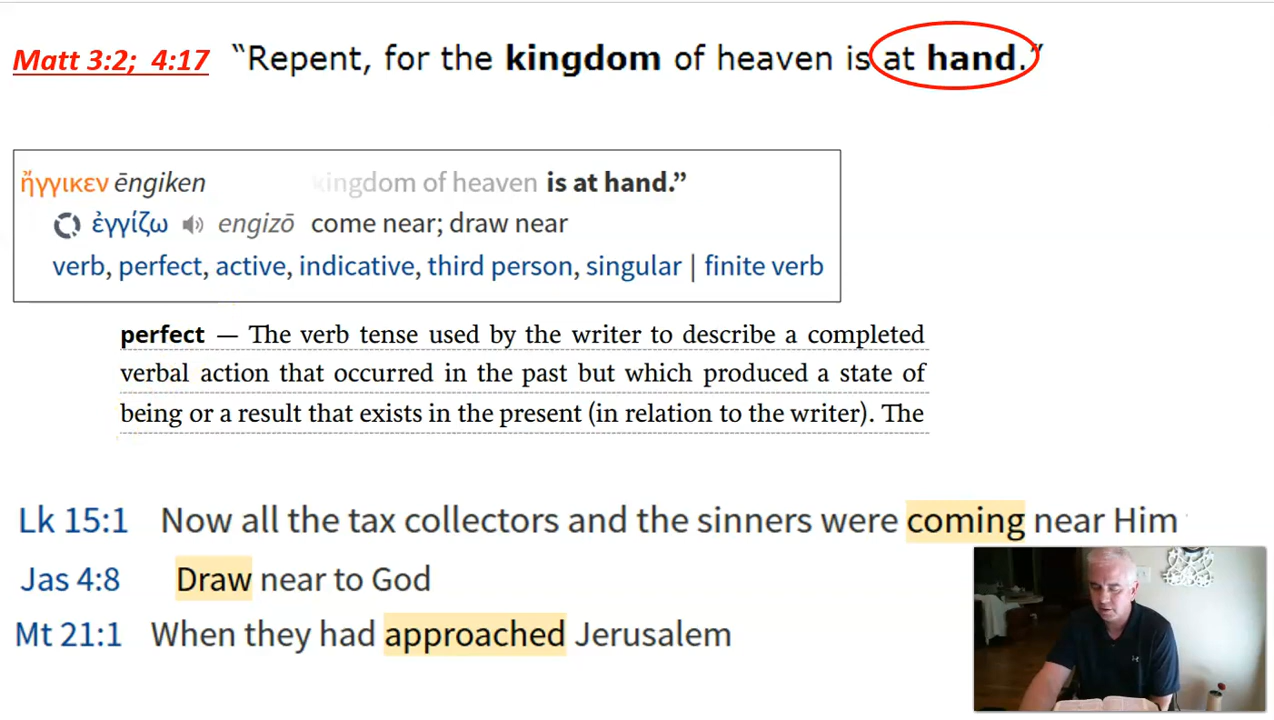 Matt 3:2; 4:17 “Repent, for the kingdom of heaven is at hand.”
ἤγγικεν ēngiken kingdom of heaven is at hand.”
ἐγγίζω engizō come near; draw near
verb, perfect, active, indicative, third person, singular | finite verb
perfect — The verb tense used by the writer to describe a completed
verbal action that occurred in the past but which produced a state of
being or a result that exists in the present (in relation to the writer). The
Lk 15:1 Now all the tax collectors and the sinners were coming near Him
Jas 4:8 Draw near to God
Mt 21:1 When they had approached Jerusalem